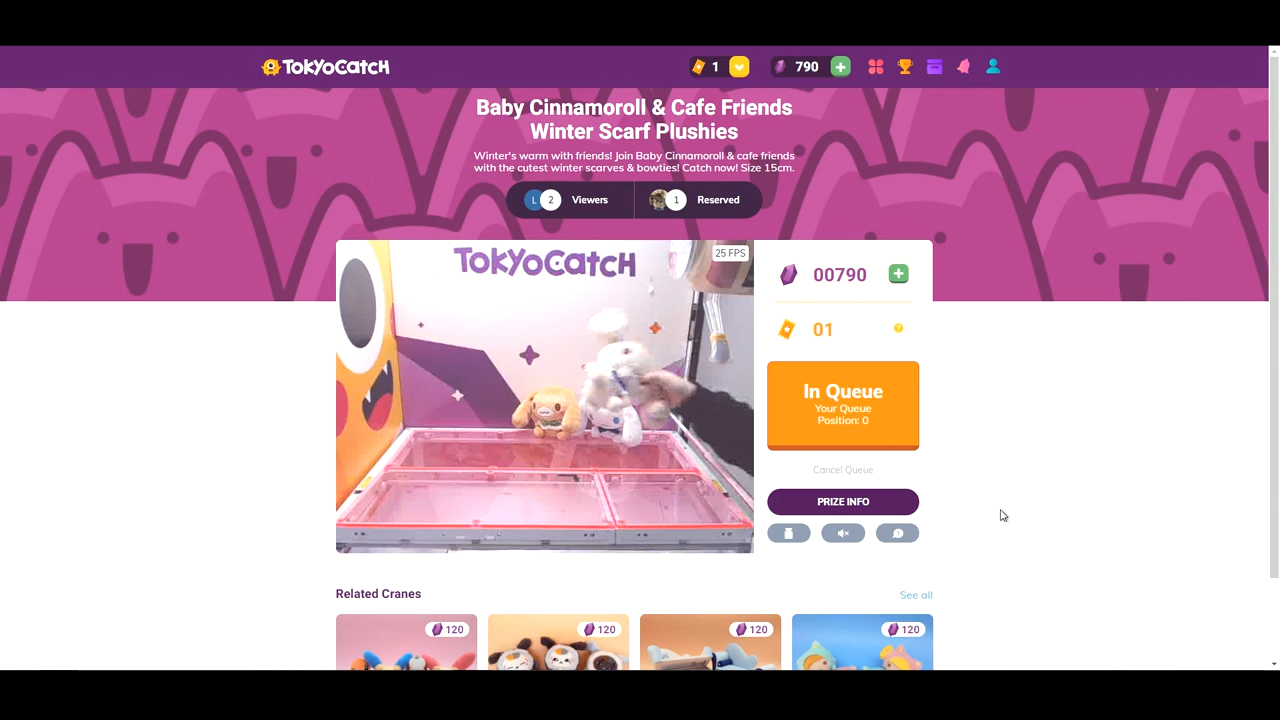 TOKYOCATCH
1
790
Baby Cinnamoroll & Cafe Friends
Winter Scarf Plushies
Winter's warm with friends! Join Baby Cinnamoroll & cafe friends
with the cutest winter scarves & bowties! Catch now! Size 15cm.
L 2 Viewers
1 Reserved
TOKYOCATCH
25 FPS
00790
01
?
In Queue
Your Queue
Position: 0
Cancel Queue
PRIZE INFO
Related Cranes
See all
120
120
120
120